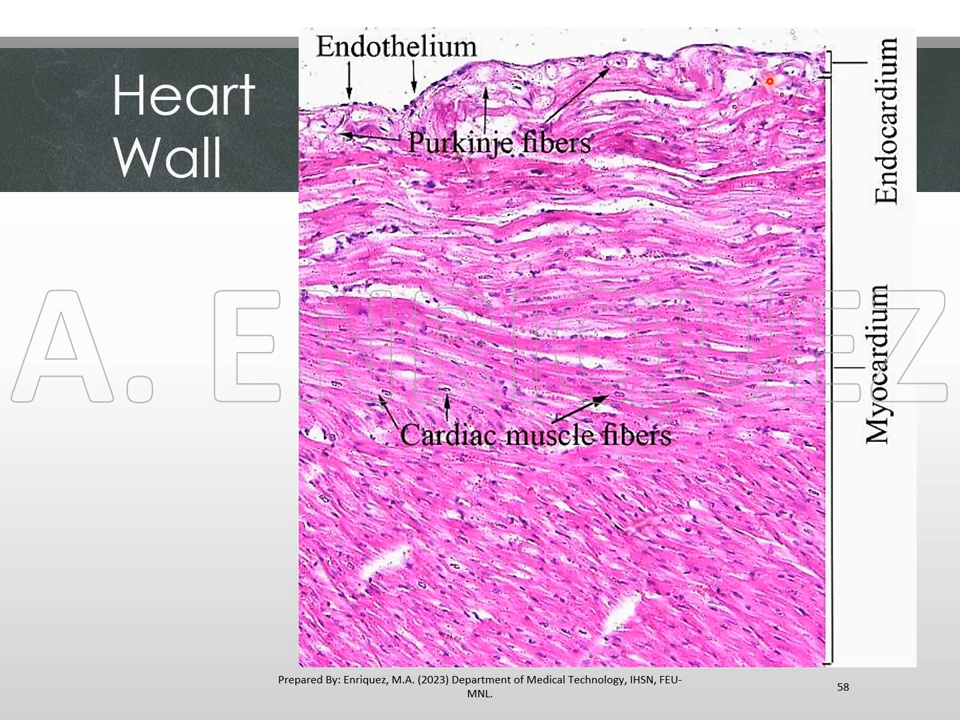 Heart
Wall
Endothelium
Purkinje fibers
Endocardium
Myocardium
Cardiac muscle fibers
A. ENRIQUEZ
Prepared By: Enriquez, M.A. (2023) Department of Medical Technology, IHSN, FEU-
MNL.
58